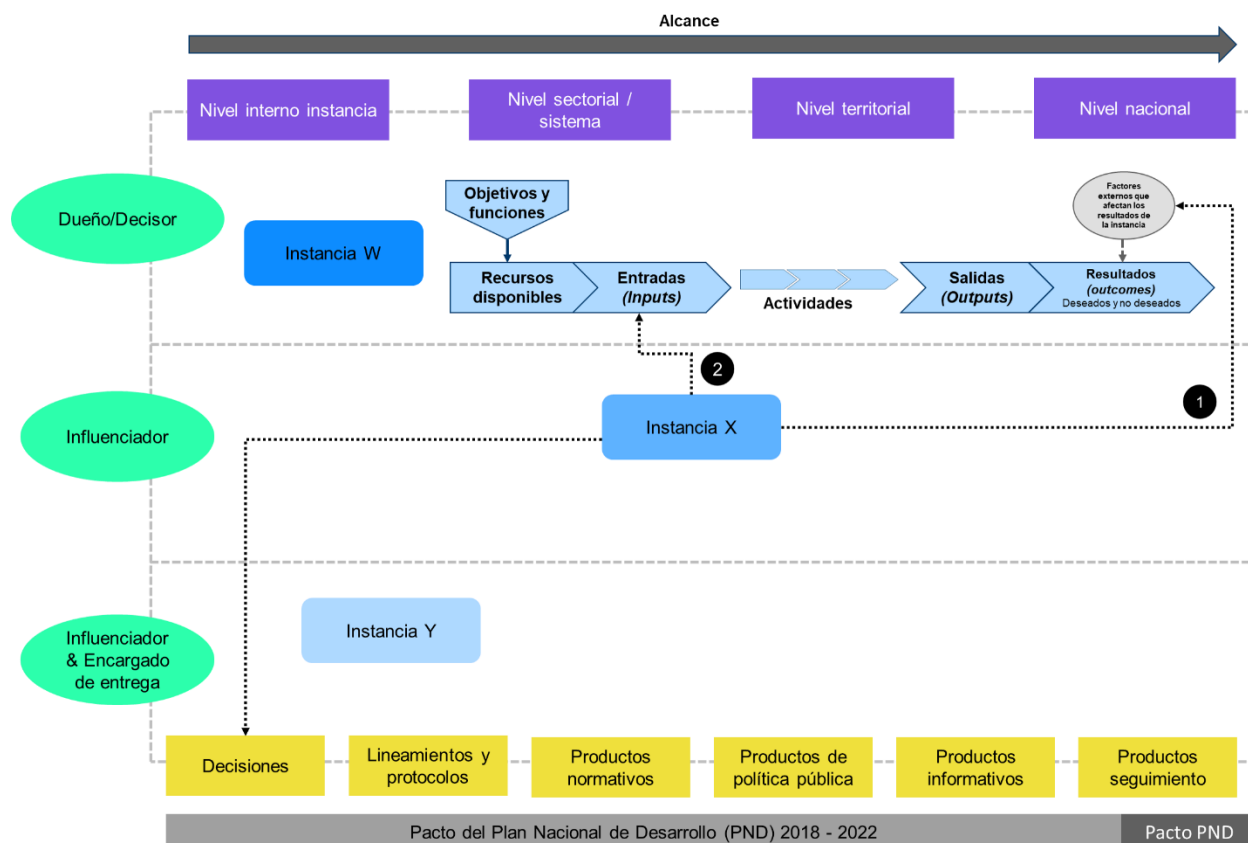 Alcance
Nivel interno instancia
Nivel sectorial /
sistema
Nivel territorial
Nivel nacional
Dueño/Decisor
Instancia W
Objetivos y
funciones
Recursos
disponibles
Entradas
(Inputs)
Actividades
Salidas
(Outputs)
Resultados
(outcomes)
Deseados y no deseados
Factores
externos que
afectan los
resultados de
la instancia
2
1
Influenciador
Instancia X
Influenciador
& Encargado
de entrega
Instancia Y
Decisiones
Lineamientos y
protocolos
Productos
normativos
Productos de
política pública
Productos
informativos
Productos
seguimiento
Pacto del Plan Nacional de Desarrollo (PND) 2018 - 2022
Pacto PND